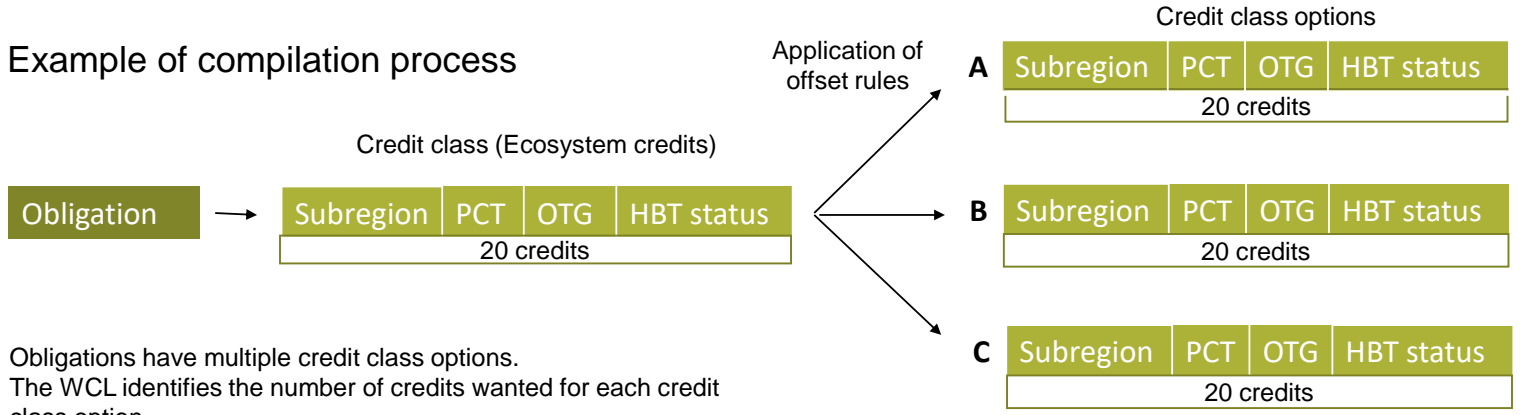 Example of compilation process
Application of
offset rules
Credit class options
A Subregion PCT OTG HBT status
20 credits
Credit class (Ecosystem credits)
Obligation Subregion PCT OTG HBT status
20 credits
B Subregion PCT OTG HBT status
20 credits
C Subregion PCT OTG HBT status
20 credits
Obligations have multiple credit class options.
The WCL identifies the number of credits wanted for each credit
class option